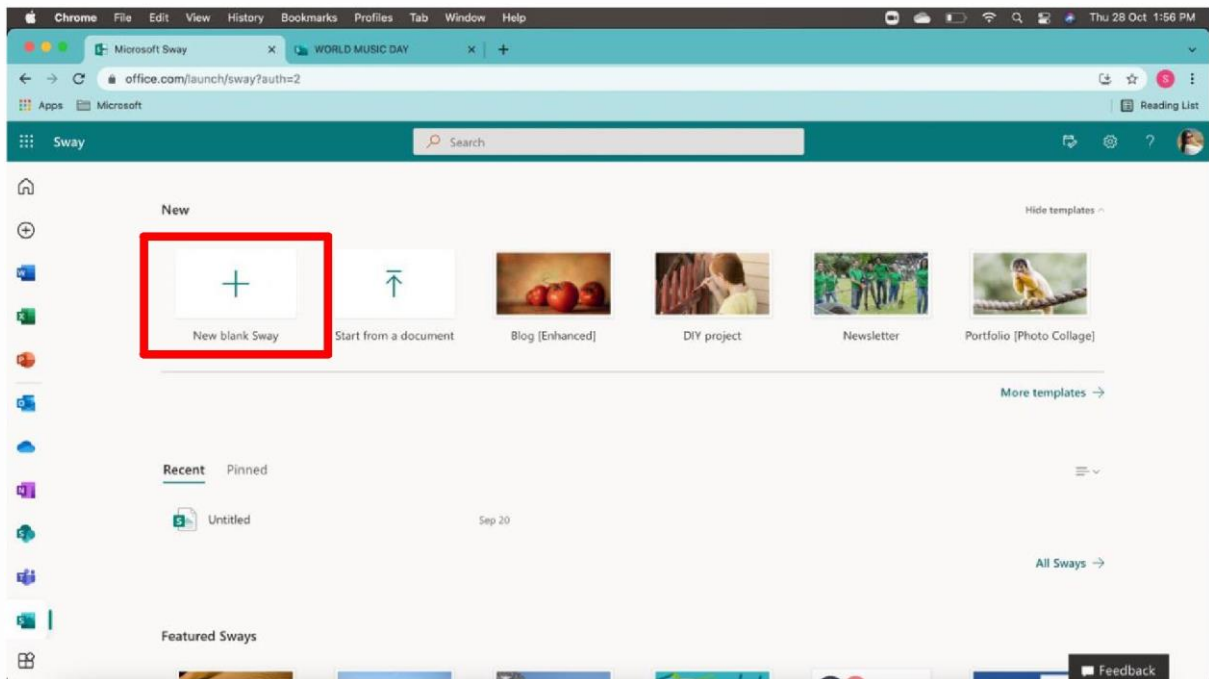 Chrome File Edit View History Bookmarks Profiles Tab Window Help Thu 28 Oct 1:56 PM
Microsoft Sway WORLD MUSIC DAY
office.com/launch/sway?auth=2
S
Apps Microsoft Reading List
Sway Search ?
New Hide templates
New blank Sway Start from a document Blog [Enhanced] DIY project Newsletter Portfolio [Photo Collage]
More templates
Recent Pinned
Untitled Sep 20
All Sways
Featured Sways
Feedback